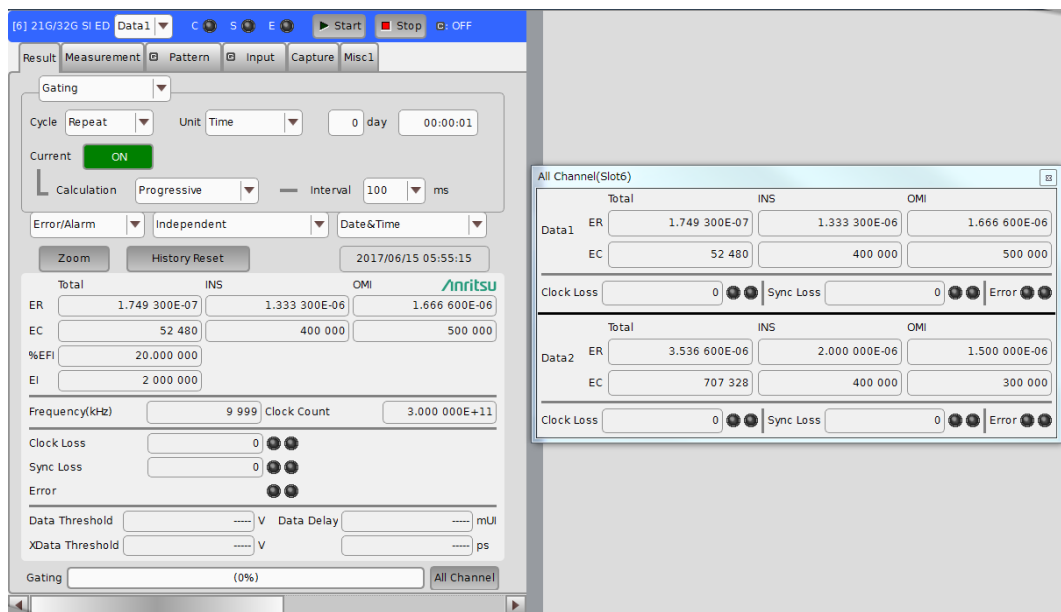 [6] 21G/32G SI ED Data1 C S E Start Stop : OFF
Result Measurement Pattern Input Capture Misc1
Gating
Cycle Repeat Unit Time 0 day 00:00:01
Current ON
Calculation Progressive Interval 100 ms
Error/Alarm Independent Date&Time
Zoom History Reset 2017/06/15 05:55:15
Total INS OMI Anritsu
ER 1.749 300E-07 1.333 300E-06 1.666 600E-06
EC 52 480 400 000 500 000
%EFI 20.000 000
EI 2 000 000
Frequency(kHz) 9 999 Clock Count 3.000 000E+11
Clock Loss 0
Sync Loss 0
Error
Data Threshold ----- V Data Delay ----- mUI
XData Threshold ----- V ----- ps
Gating (0%) All Channel
All Channel(Slot6)
Total INS OMI
Data1 ER 1.749 300E-07 1.333 300E-06 1.666 600E-06
EC 52 480 400 000 500 000
Clock Loss 0 Sync Loss 0 Error
Total INS OMI
Data2 ER 3.536 600E-06 2.000 000E-06 1.500 000E-06
EC 707 328 400 000 300 000
Clock Loss 0 Sync Loss 0 Error